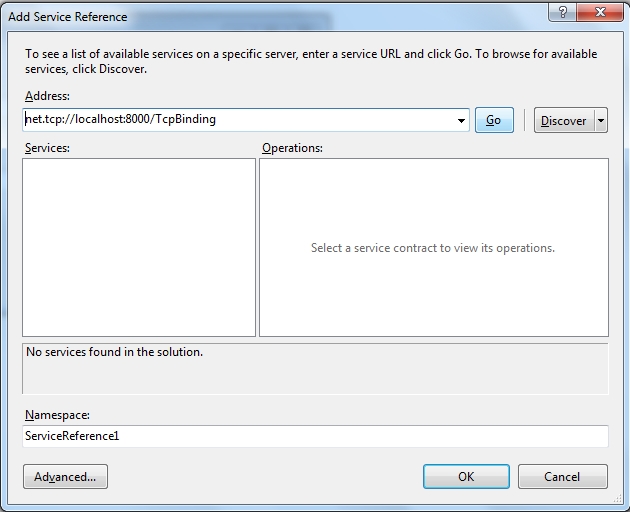 Add Service Reference
To see a list of available services on a specific server, enter a service URL and click Go. To browse for available
services, click Discover.
Address:
net.tcp://localhost:8000/TcpBinding
Go
Discover
Services:
Operations:
Select a service contract to view its operations.
No services found in the solution.
Namespace:
ServiceReference1
Advanced...
OK
Cancel